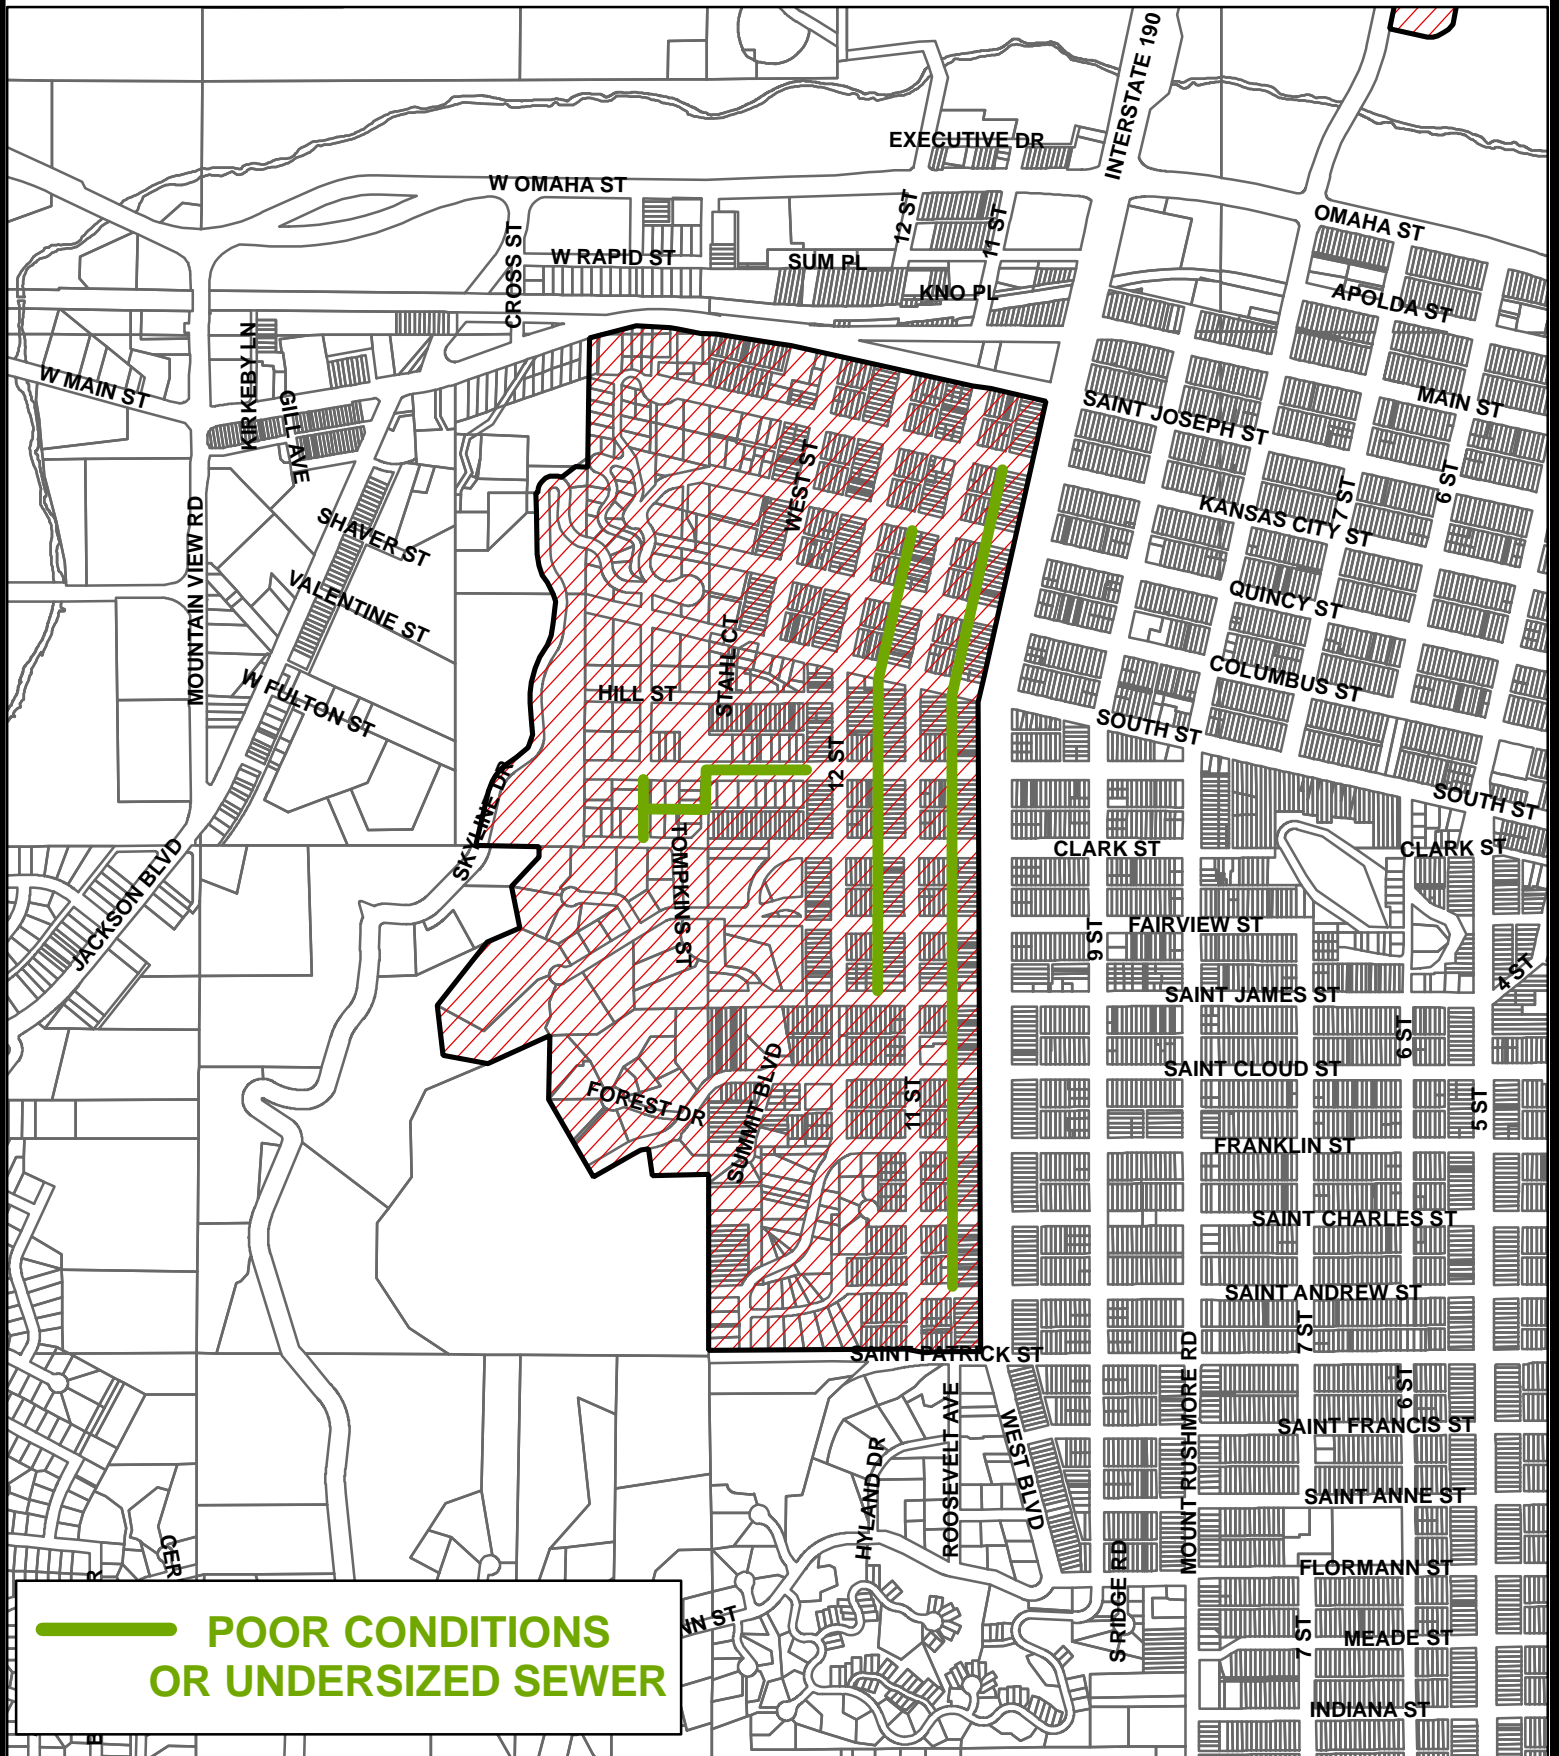 INTERSTATE 190
EXECUTIVE DR
W OMAHA ST
12 ST
11 ST
OMAHA ST
CROSS ST
W RAPID ST
SUM PL
KNO PL
APOLDA ST
KIRKEBY LN
W MAIN ST
GILL AVE
MAIN ST
SAINT JOSEPH ST
WEST ST
7 ST
6 ST
KANSAS CITY ST
SHAVER ST
MOUNTAIN VIEW RD
VALENTINE ST
QUINCY ST
STAHL CT
HILL ST
W FULTON ST
COLUMBUS ST
SOUTH ST
12 ST
SOUTH ST
SKYLINE DR
TOMPKINS ST
CLARK ST
CLARK ST
JACKSON BLVD
9 ST
FAIRVIEW ST
4 ST
SAINT JAMES ST
6 ST
SAINT CLOUD ST
SUMMIT BLVD
FOREST DR
11 ST
5 ST
FRANKLIN ST
SAINT CHARLES ST
SAINT ANDREW ST
7 ST
SAINT PATRICK ST
MOUNT RUSHMORE RD
6 ST
ROOSEVELT AVE
WEST BLVD
SAINT FRANCIS ST
HYLAND DR
SAINT ANNE ST
CER
S RIDGE RD
FLORMANN ST
R
NN ST
7 ST
MEADE ST
INDIANA ST
POOR CONDITIONS
OR UNDERSIZED SEWER